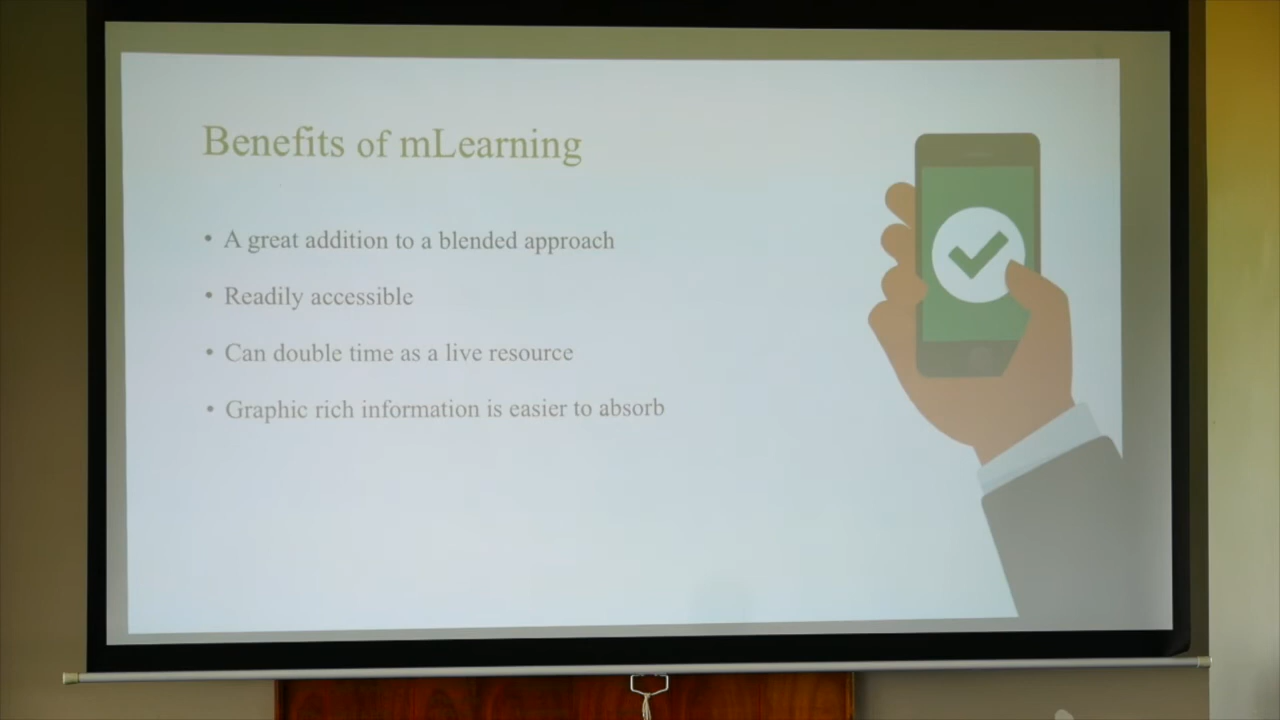 Benefits of mLearning
• A great addition to a blended approach
• Readily accessible
• Can double time as a live resource
• Graphic rich information is easier to absorb